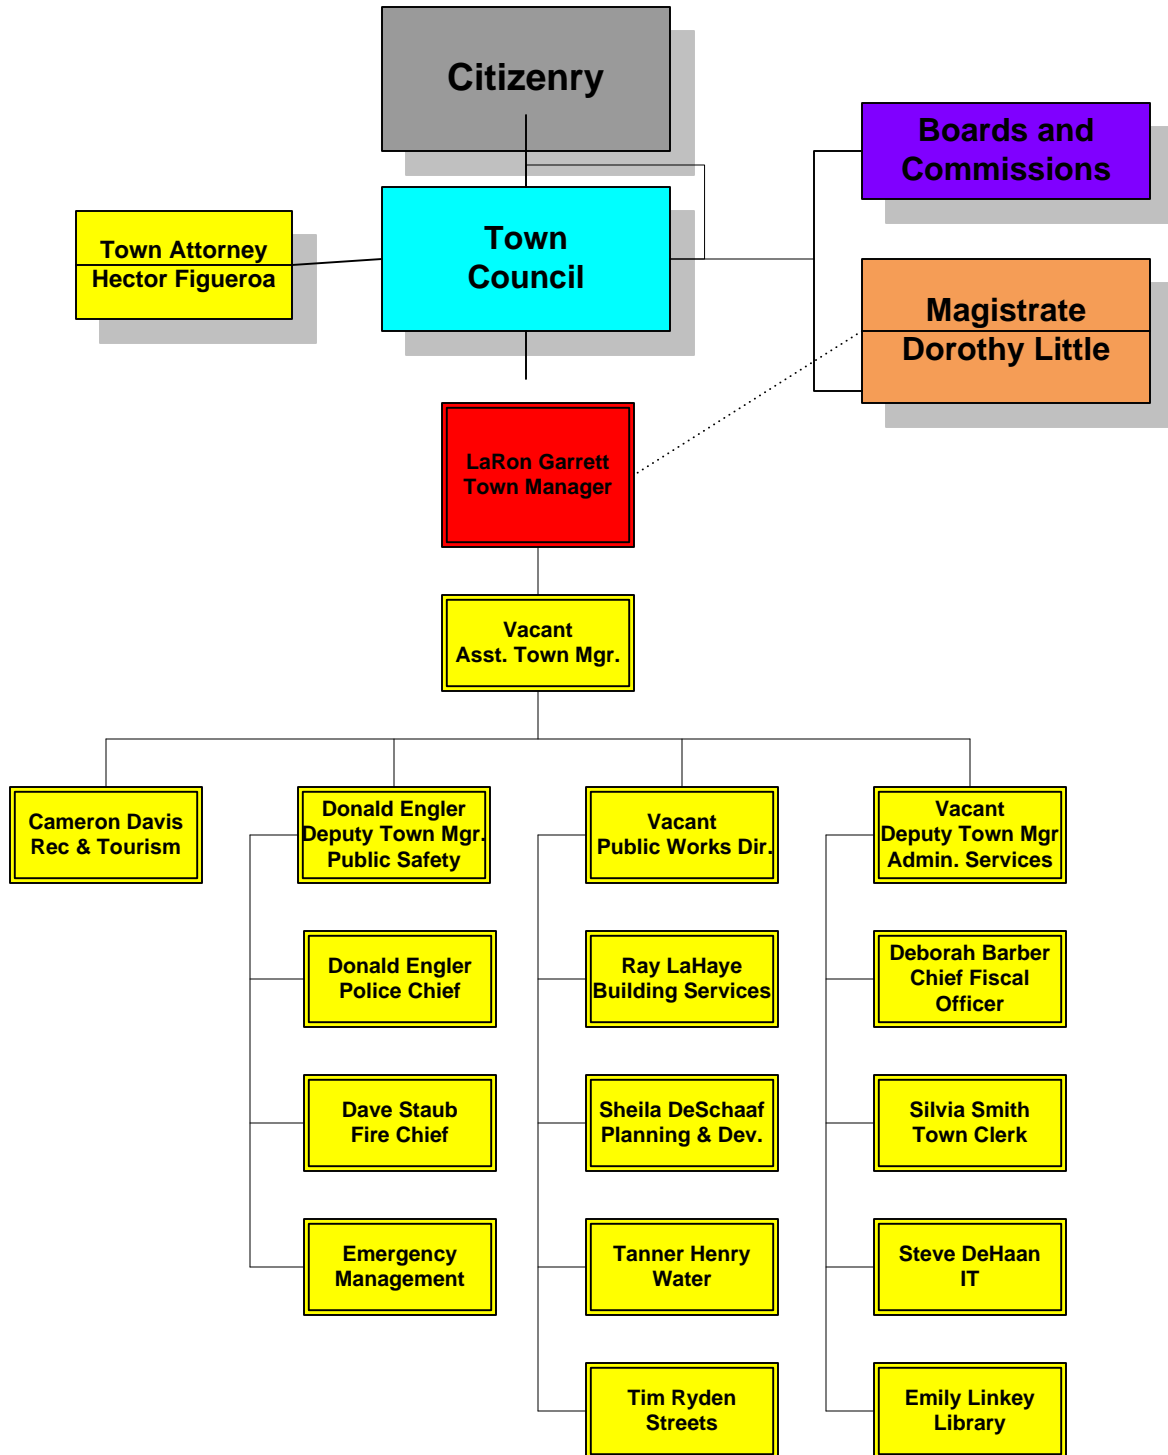 Citizenry
Boards and
Commissions
Town Attorney
Hector Figueroa
Town
Council
Magistrate
Dorothy Little
LaRon Garrett
Town Manager
Vacant
Asst. Town Mgr.
Cameron Davis
Rec & Tourism
Donald Engler
Deputy Town Mgr.
Public Safety
Vacant
Public Works Dir.
Vacant
Deputy Town Mgr
Admin. Services
Donald Engler
Police Chief
Ray LaHaye
Building Services
Deborah Barber
Chief Fiscal
Officer
Dave Staub
Fire Chief
Sheila DeSchaaf
Planning & Dev.
Silvia Smith
Town Clerk
Emergency
Management
Tanner Henry
Water
Steve DeHaan
IT
Tim Ryden
Streets
Emily Linkey
Library